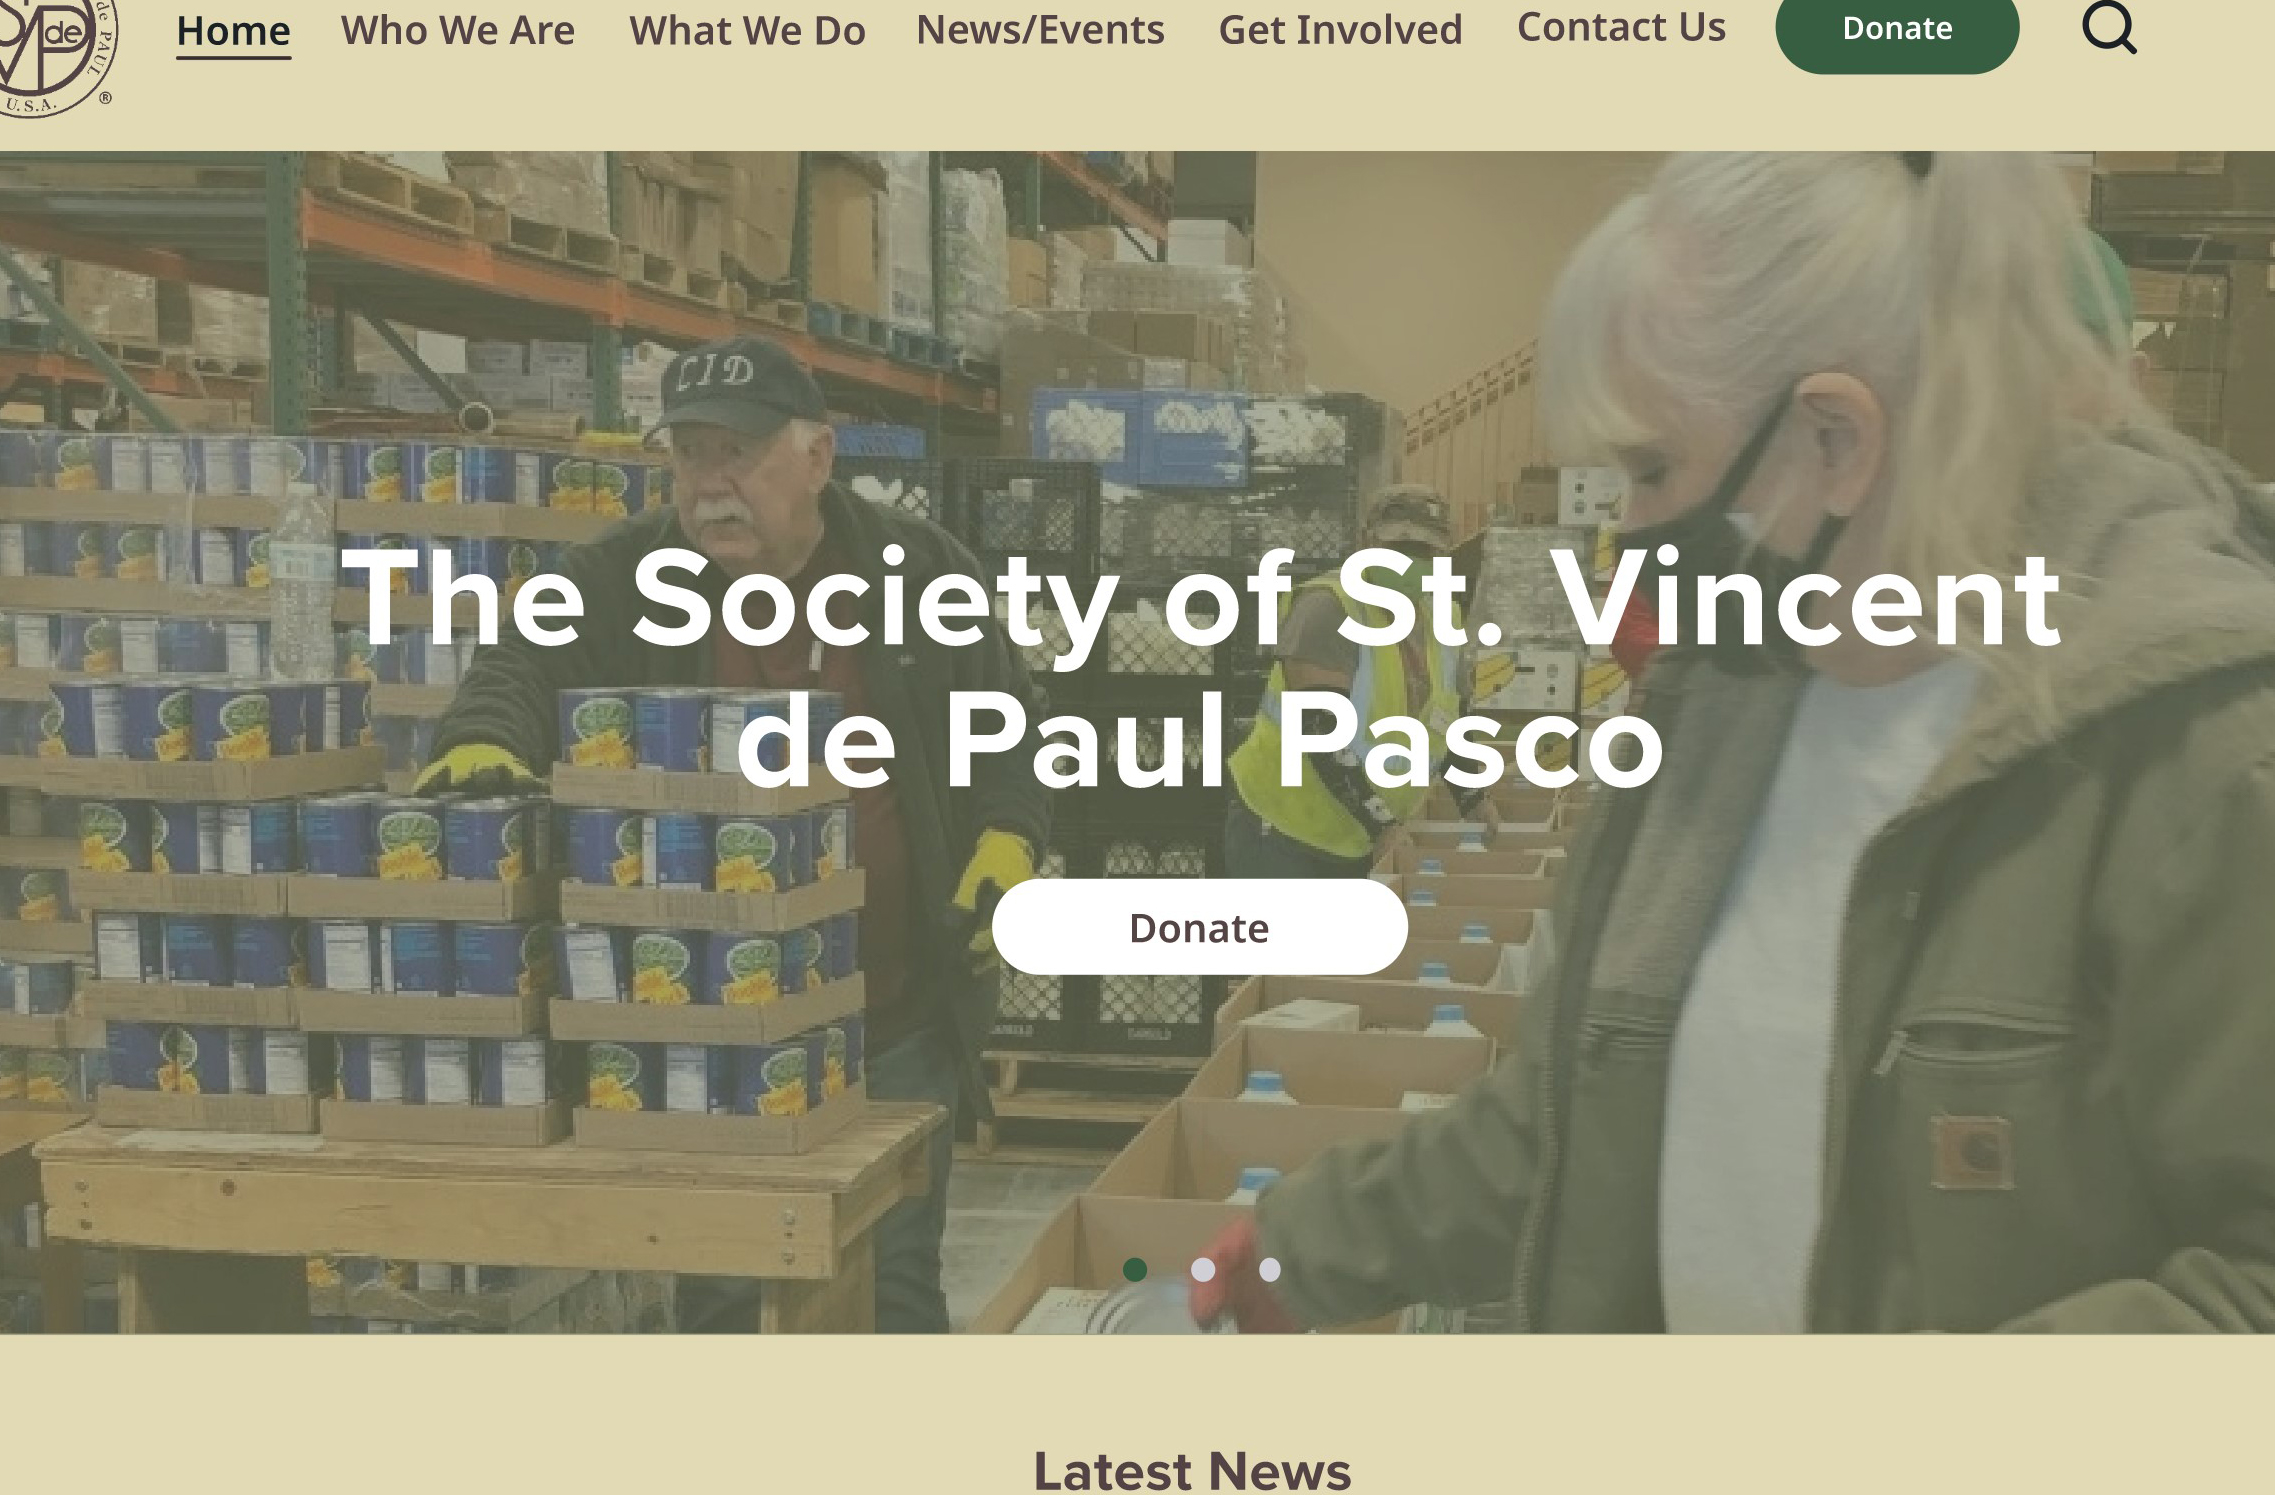 de PAUL
SVdeP
U.S.A.
®
Home
Who We Are
What We Do
News/Events
Get Involved
Contact Us
Donate
CID
The Society of St. Vincent
de Paul Pasco
Donate
Latest News